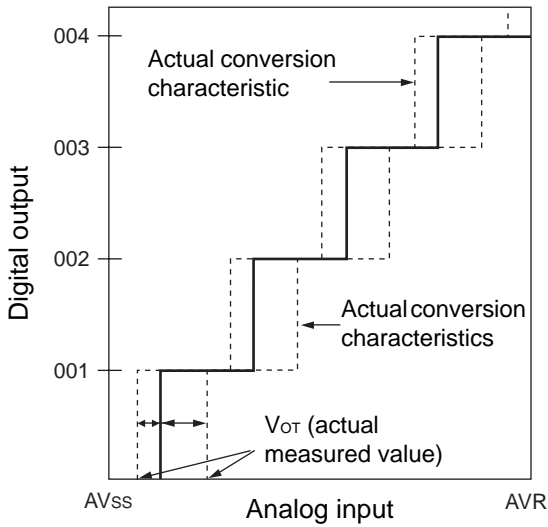 004
Actual conversion
characteristic
003
Digital output
002
Actual conversion
characteristics
001
VOT (actual
measured value)
AVSS
Analog input
AVR